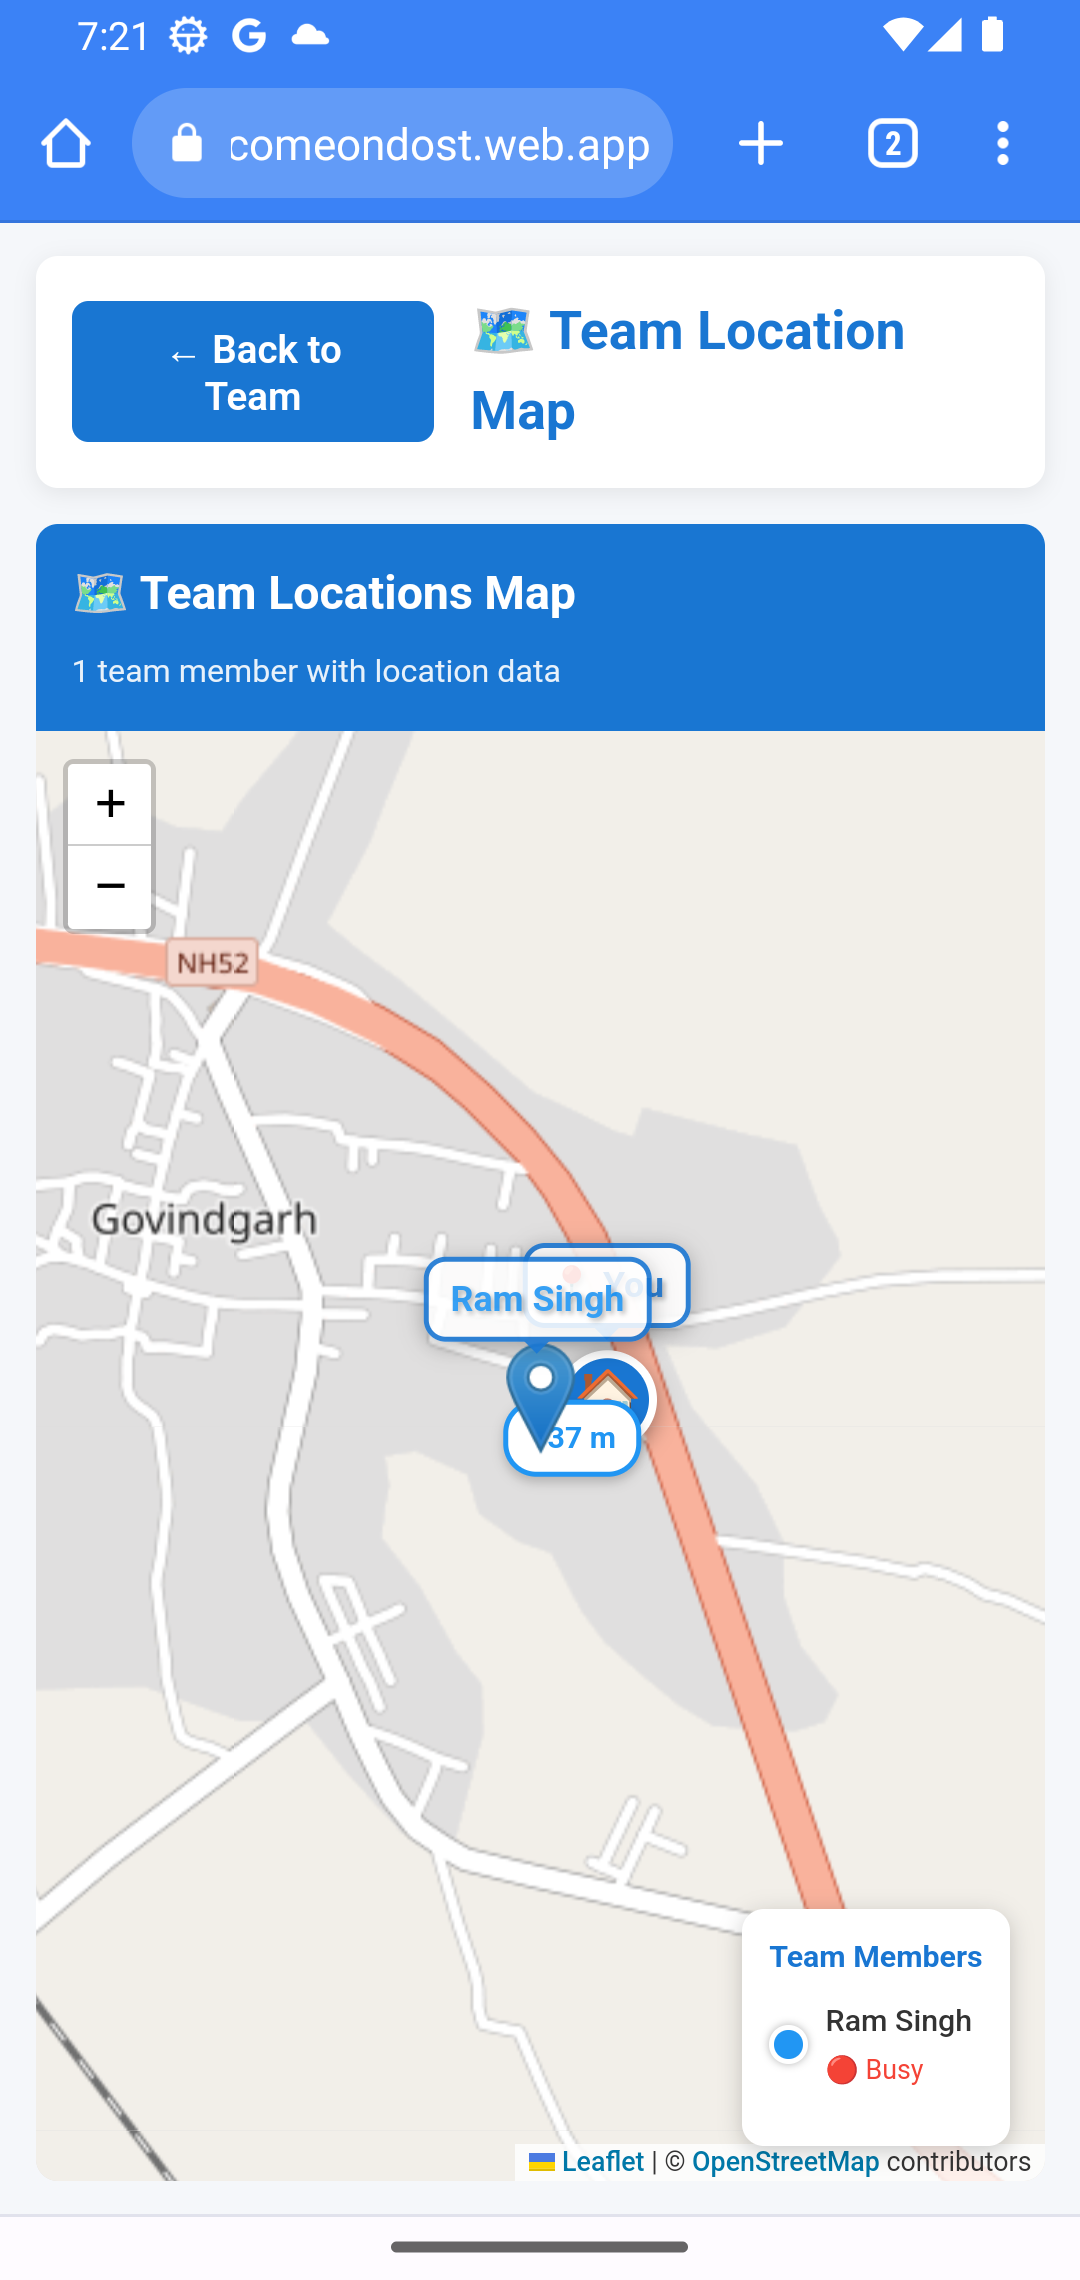 7:21
comeondost.web.app
2
← Back to
Team
Team Location
Map
Team Locations Map
1 team member with location data
+
−
NH52
Govindgarh
You
Ram Singh
37 m
Team Members
Ram Singh
Busy
Leaflet | © OpenStreetMap contributors